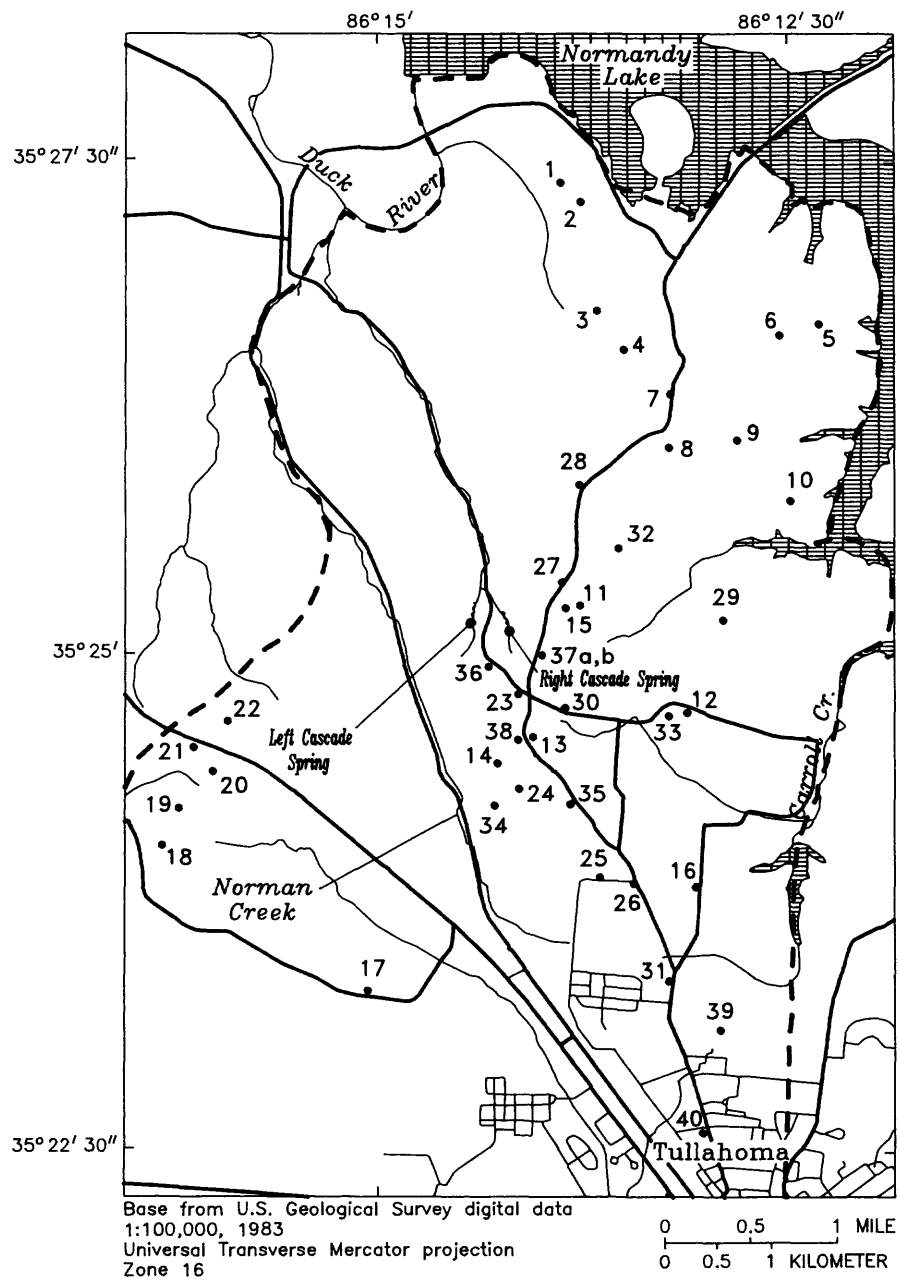 86° 15′
86° 12′ 30″
Normandy
Lake
35° 27′ 30″
Duck
River
1
2
3
4
6
5
7
8
9
28
10
32
27
11
15
29
35° 25′
37a,b
36
Right Cascade Spring
23
30
12
33
22
Left Cascade
Spring
38
13
14
21
20
24
35
19
34
18
Carroll Cr.
25
16
26
Norman
Creek
17
31
39
40
35° 22′ 30″
Tullahoma
Base from U.S. Geological Survey digital data
1:100,000, 1983
Universal Transverse Mercator projection
Zone 16
0 0.5 1 MILE
0 0.5 1 KILOMETER